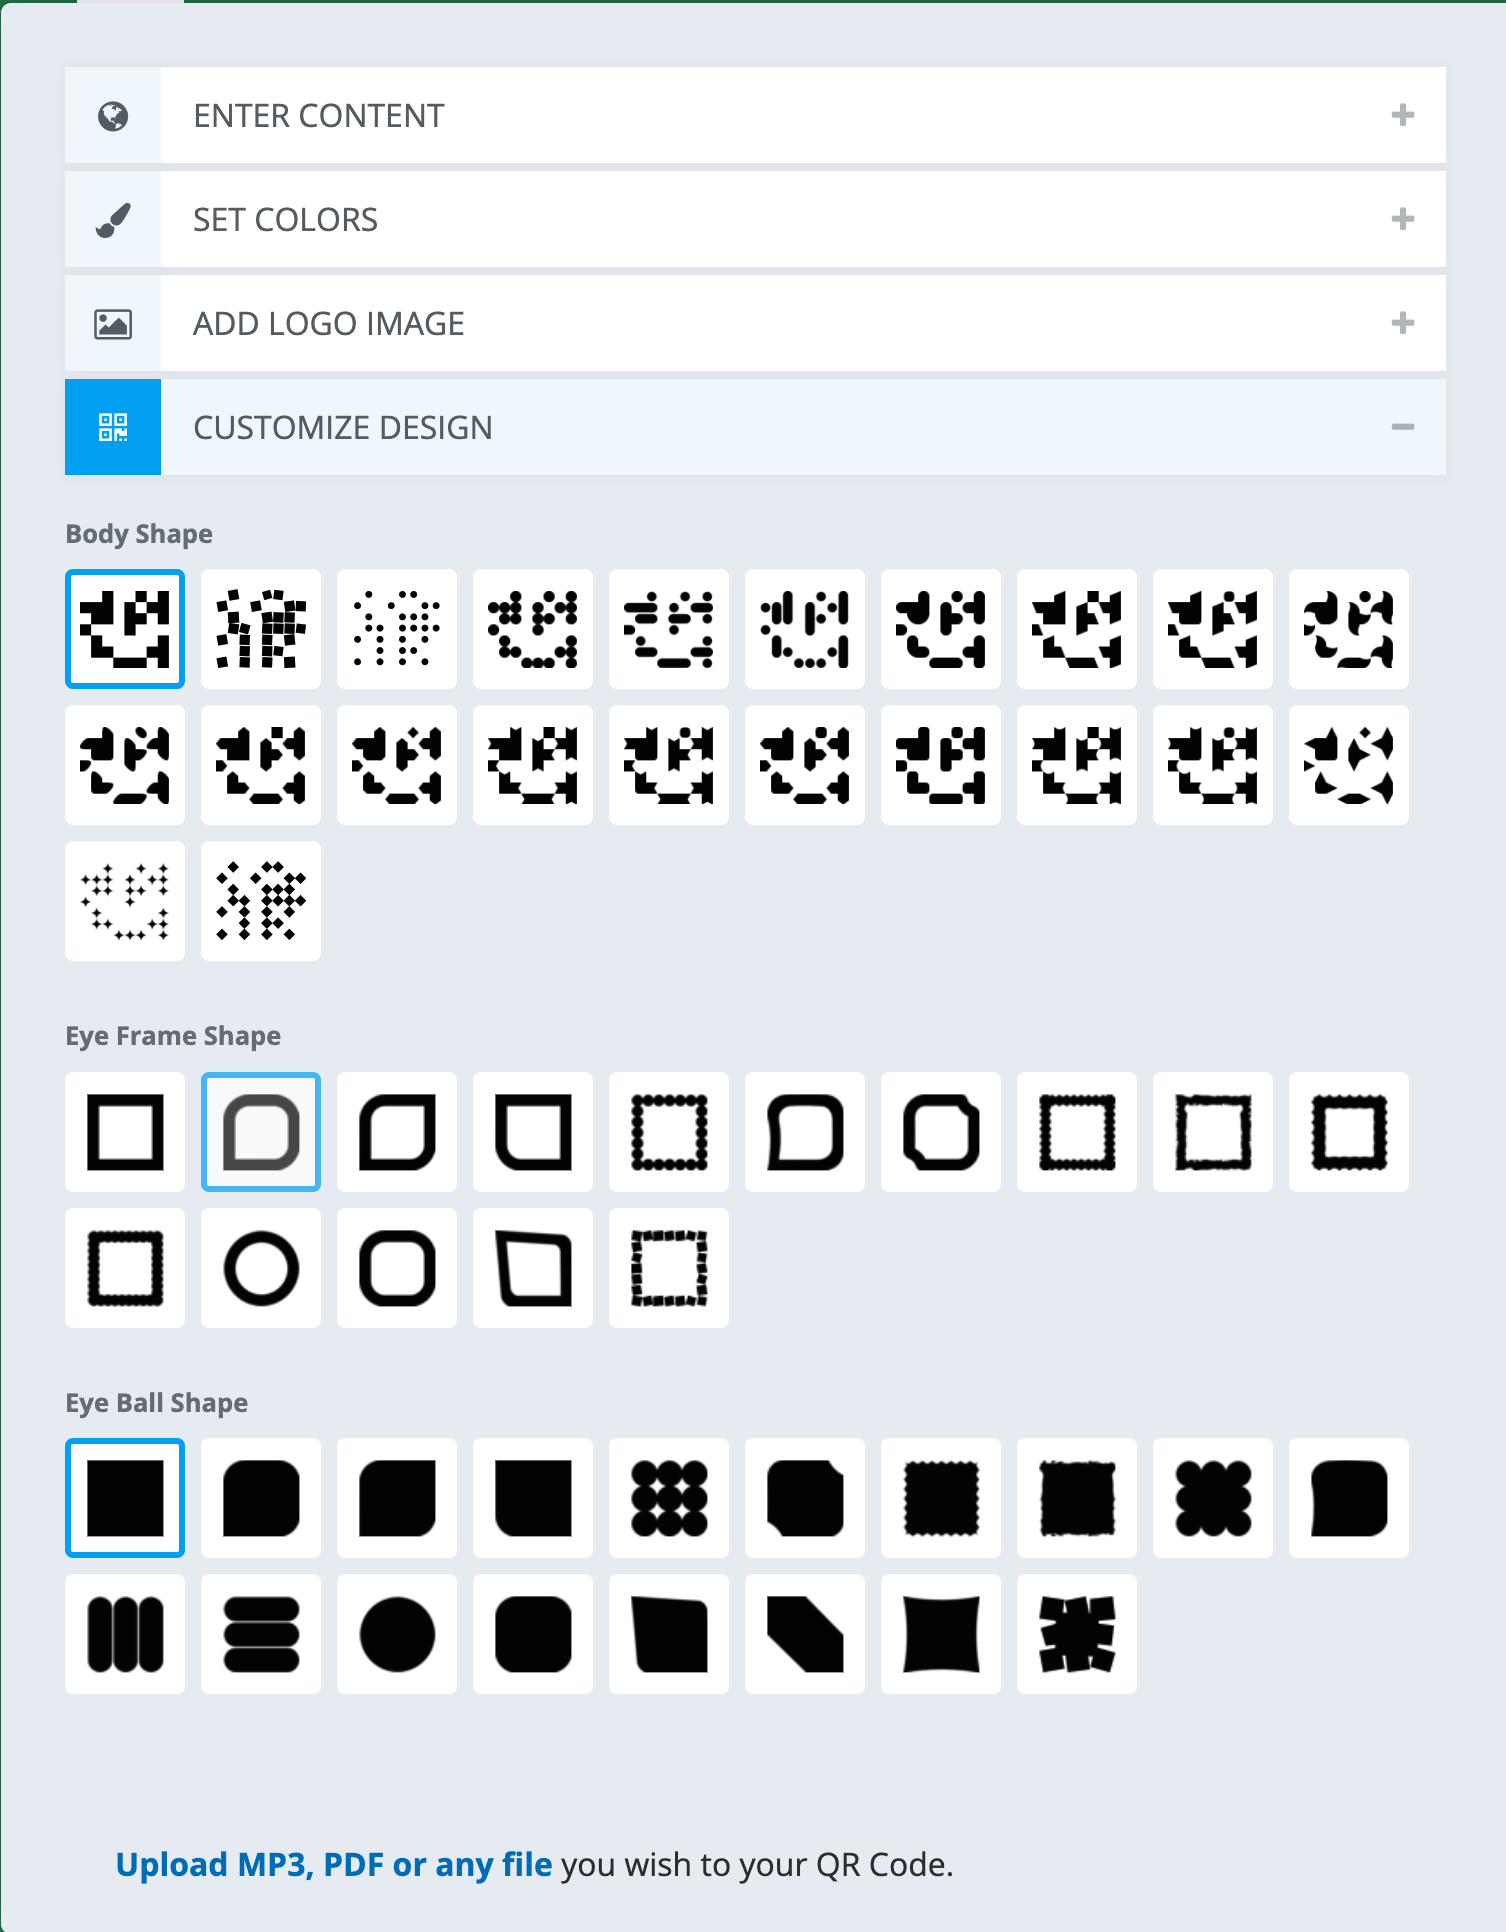 ENTER CONTENT
SET COLORS
ADD LOGO IMAGE
CUSTOMIZE DESIGN
Body Shape
Eye Frame Shape
Eye Ball Shape
Upload MP3, PDF or any file you wish to your QR Code.